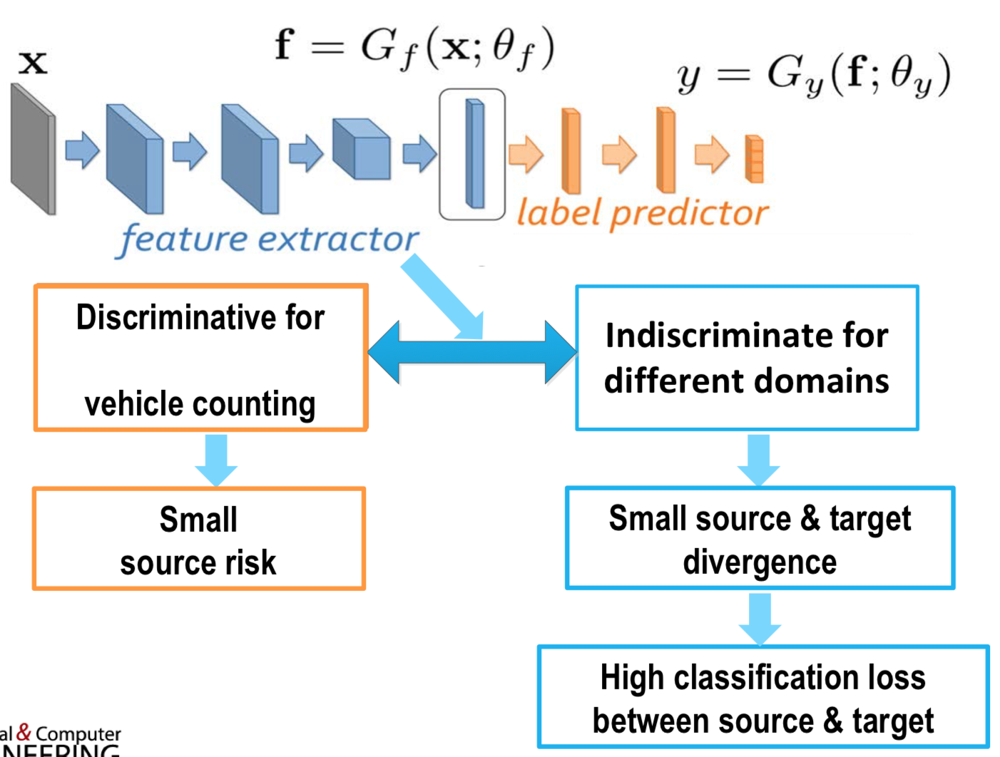 x
f = G_f(x; θ_f)
y = G_y(f; θ_y)
feature extractor
label predictor
Discriminative for
vehicle counting
Indiscriminate for
different domains
Small
source risk
Small source & target
divergence
High classification loss
between source & target
al & Computer
NEERING